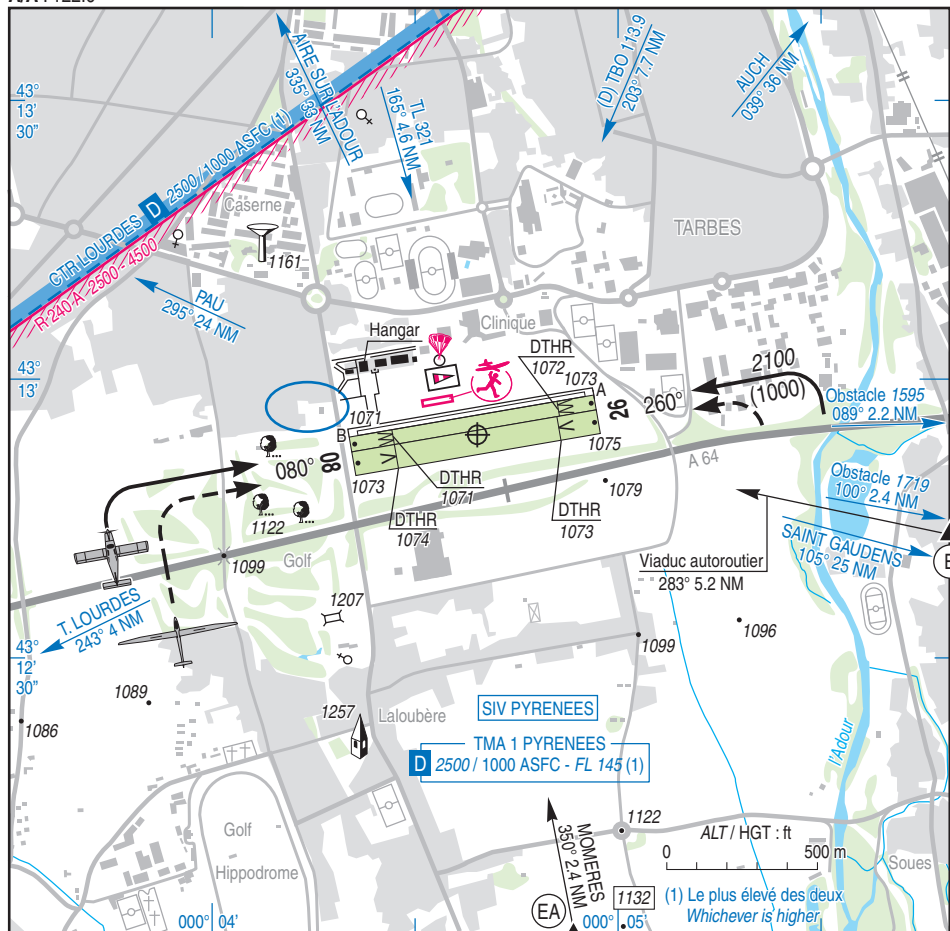 AIRE SUR L'ADOUR
335° 33 NM
TL 321
165° 4.6 NM
(D) TBO 113.9
203° 7.7 NM
AUCH
039° 36 NM
43°
13'
30"
CTR LOURDES D 2500 / 1000 ASFC (1)
R 240 A 2500 - 4500
Caserne
1161
TARBES
PAU
295° 24 NM
Clinique
Hangar
43°
13'
DTHR
1072
1073
A
26
260°
2100
(1000)
Obstacle 1595
089° 2.2 NM
1071
B
080°
08
1073
DTHR
1071
DTHR
1074
1075
1079
DTHR
1073
A 64
Obstacle 1719
100° 2.4 NM
SAINT GAUDENS
105° 25 NM
E
1122
1099
Golf
Viaduc autoroutier
283° 5.2 NM
T. LOURDES
243° 4 NM
1207
1096
1099
43°
12'
30"
1089
1086
1257
Laloubère
SIV PYRENEES
TMA 1 PYRENEES
D 2500 / 1000 ASFC - FL 145 (1)
l'Adour
Golf
Hippodrome
MOMERES
350° 2.4 NM
1122
ALT / HGT : ft
0 500 m
Soues
1132
(1) Le plus élevé des deux
Whichever is higher
EA
000° 04'
000° 05'